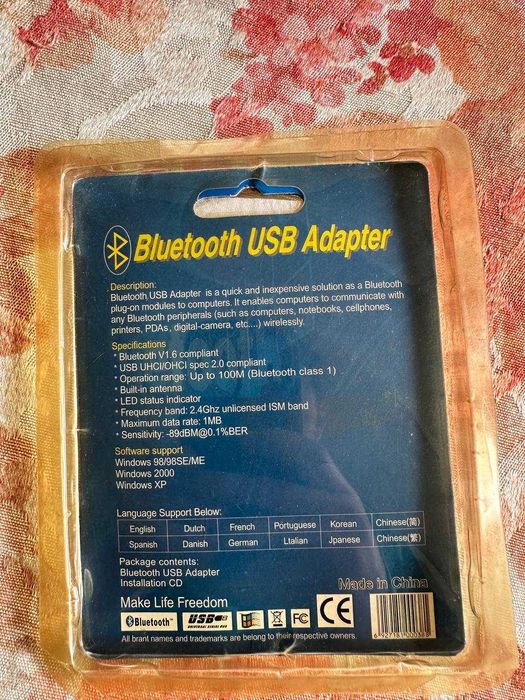 Bluetooth USB Adapter
Description:
Bluetooth USB Adapter is a quick and inexpensive solution as a Bluetooth
plug-on modules to computers. It enables computers to communicate with
any Bluetooth peripherals (such as computers, notebooks, cellphones,
printers, PDAs, digital-camera, etc....) wirelessly.
Specifications
* Bluetooth V1.6 compliant
* USB UHCI/OHCI spec 2.0 compliant
* Operation range: Up to 100M (Bluetooth class 1)
* Built-in antenna
* LED status indicator
* Frequency band: 2.4Ghz unlicensed ISM band
* Maximum data rate: 1MB
* Sensitivity: -89dBM@0.1%BER
Software support
Windows 98/98SE/ME
Windows 2000
Windows XP
Language Support Below:
English Dutch French Portuguese Korean Chinese(简)
Spanish Danish German Ltalian Jpanese Chinese(繁)
Package contents:
Bluetooth USB Adapter
Installation CD
Made in China
Make Life Freedom
Bluetooth™ USB UNIVERSAL SERIAL BUS FC CE
All brant names and trademarks are belong to their respective owners.